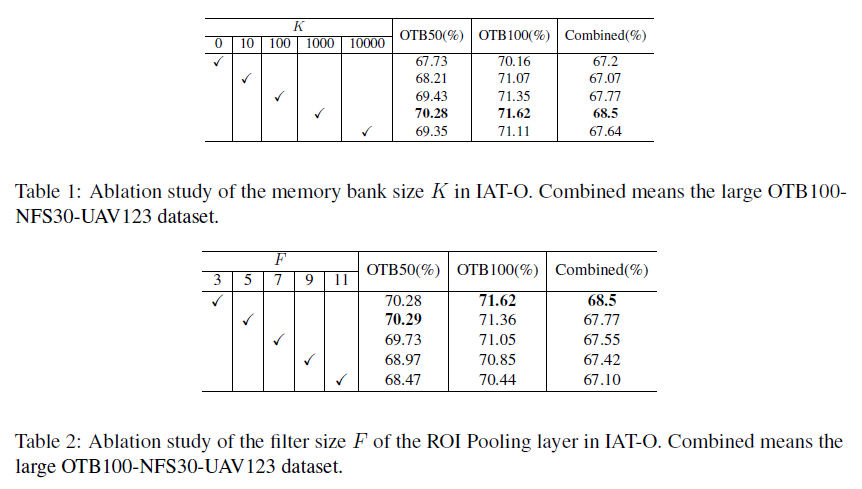 K
0 10 100 1000 10000 OTB50(%) OTB100(%) Combined(%)
✓ 67.73 70.16 67.2
✓ 68.21 71.07 67.07
✓ 69.43 71.35 67.77
✓ 70.28 71.62 68.5
✓ 69.35 71.11 67.64
Table 1: Ablation study of the memory bank size K in IAT-O. Combined means the large OTB100-
NFS30-UAV123 dataset.
F
3 5 7 9 11 OTB50(%) OTB100(%) Combined(%)
✓ 70.28 71.62 68.5
✓ 70.29 71.36 67.77
✓ 69.73 71.05 67.55
✓ 68.97 70.85 67.42
✓ 68.47 70.44 67.10
Table 2: Ablation study of the filter size F of the ROI Pooling layer in IAT-O. Combined means the
large OTB100-NFS30-UAV123 dataset.